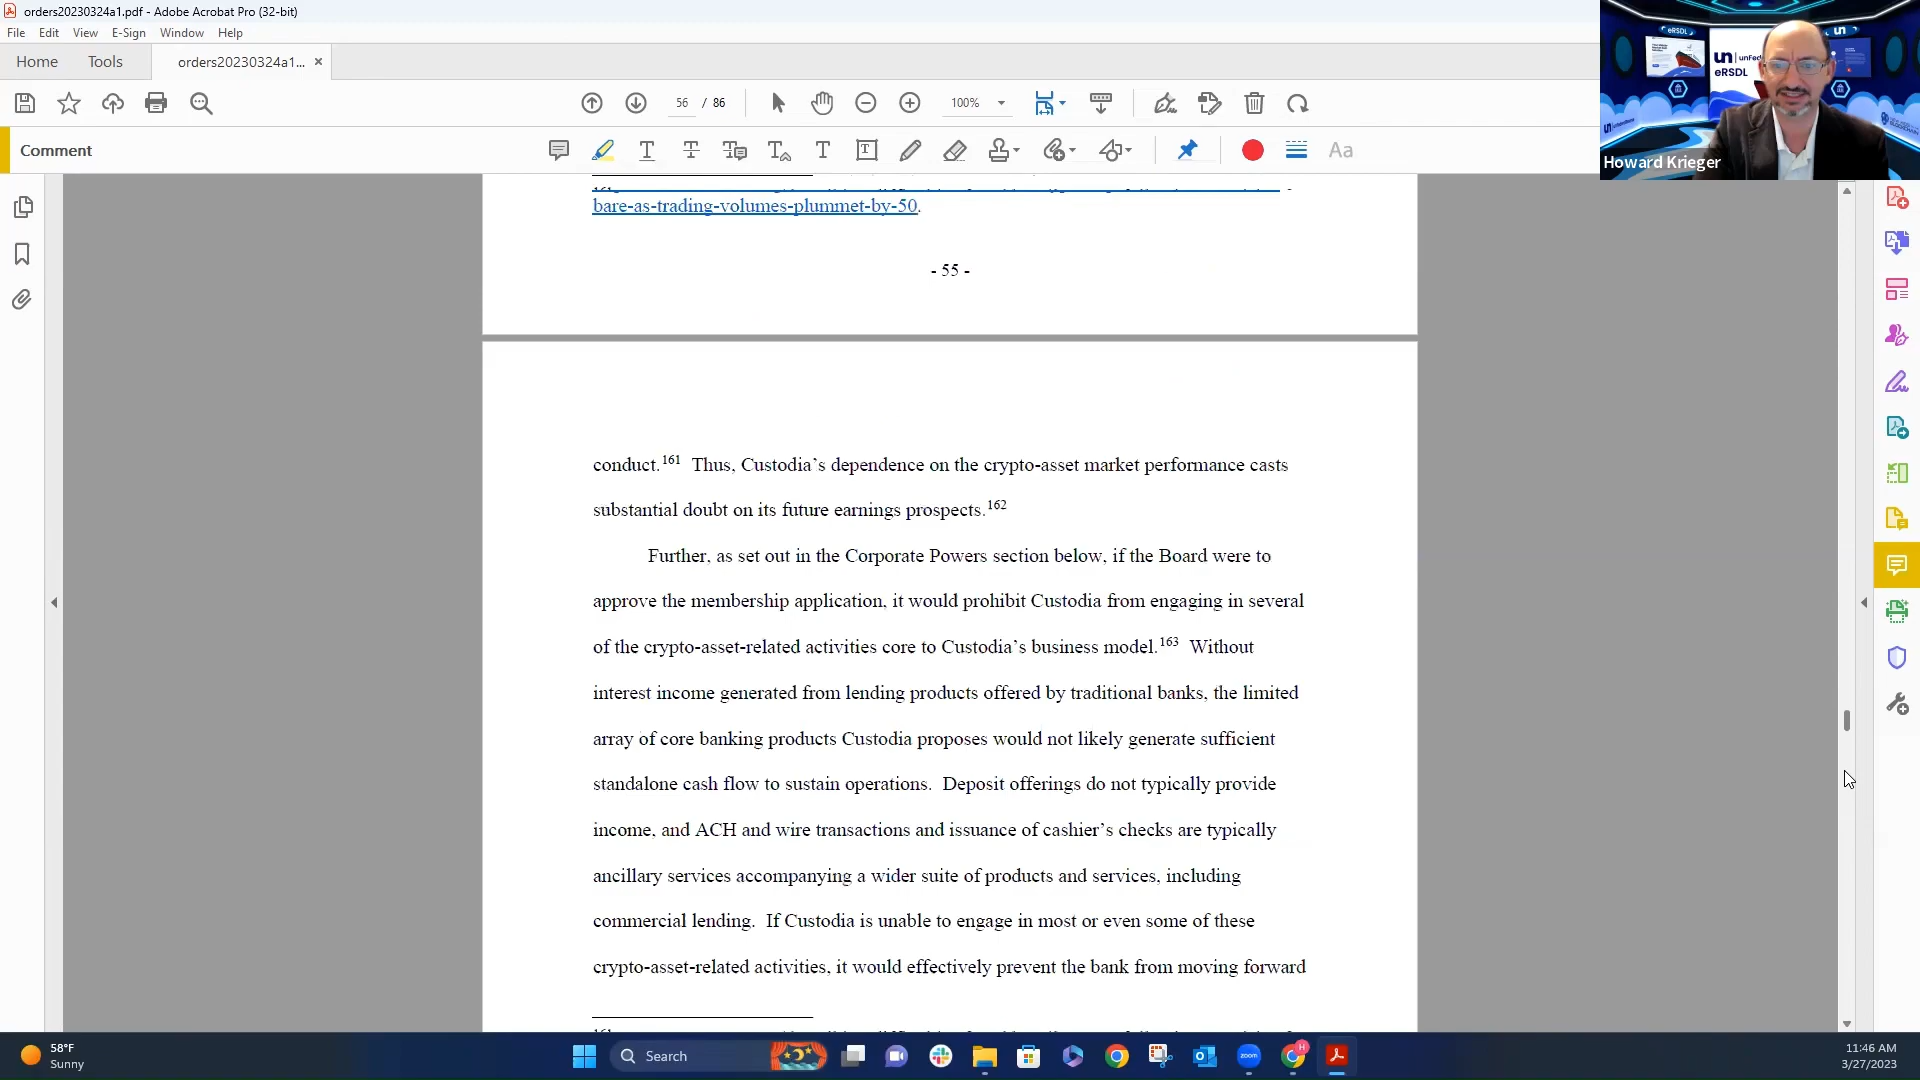 orders20230324a1.pdf - Adobe Acrobat Pro (32-bit)
File Edit View E-Sign Window Help
Home Tools orders20230324a1... ×
56 / 86 100%
Comment
Aa
eRSDL
un
un | unFed
eRSDL
Howard Krieger
bare-as-trading-volumes-plummet-by-50.
- 55 -
conduct.161 Thus, Custodia’s dependence on the crypto-asset market performance casts
substantial doubt on its future earnings prospects.162
Further, as set out in the Corporate Powers section below, if the Board were to
approve the membership application, it would prohibit Custodia from engaging in several
of the crypto-asset-related activities core to Custodia’s business model.163 Without
interest income generated from lending products offered by traditional banks, the limited
array of core banking products Custodia proposes would not likely generate sufficient
standalone cash flow to sustain operations. Deposit offerings do not typically provide
income, and ACH and wire transactions and issuance of cashier’s checks are typically
ancillary services accompanying a wider suite of products and services, including
commercial lending. If Custodia is unable to engage in most or even some of these
crypto-asset-related activities, it would effectively prevent the bank from moving forward
58°F
Sunny
Search
zoom
H
11:46 AM
3/27/2023